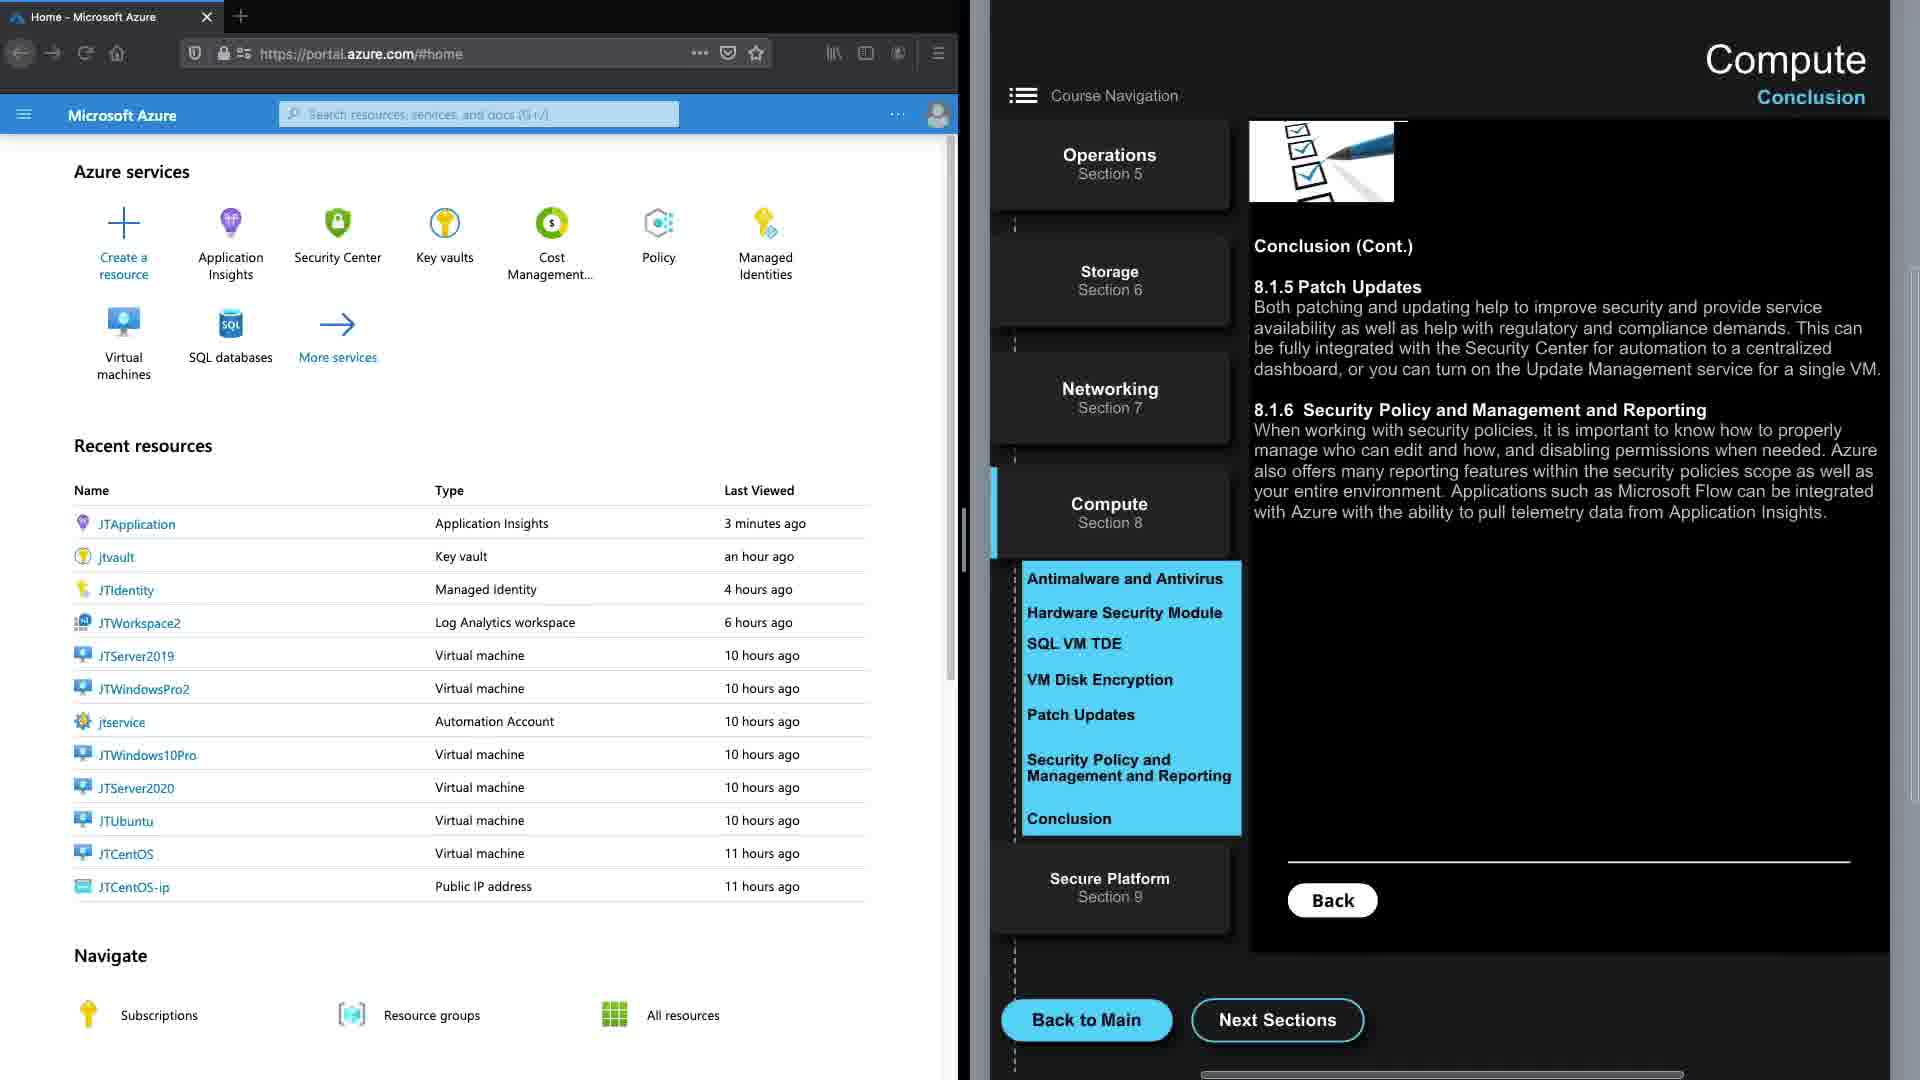 Home - Microsoft Azure
https://portal.azure.com/#home
Microsoft Azure
Search resources, services, and docs (G+/)
Azure services
Create a resource
Application Insights
Security Center
Key vaults
Cost Management...
Policy
Managed Identities
Virtual machines
SQL
SQL databases
More services
Recent resources
Name Type Last Viewed
JTApplication Application Insights 3 minutes ago
jtvault Key vault an hour ago
JTIdentity Managed Identity 4 hours ago
JTWorkspace2 Log Analytics workspace 6 hours ago
JTServer2019 Virtual machine 10 hours ago
JTWindowsPro2 Virtual machine 10 hours ago
jtservice Automation Account 10 hours ago
JTWindows10Pro Virtual machine 10 hours ago
JTServer2020 Virtual machine 10 hours ago
JTUbuntu Virtual machine 10 hours ago
JTCentOS Virtual machine 11 hours ago
JTCentOS-ip Public IP address 11 hours ago
Navigate
Subscriptions
Resource groups
All resources
Compute
Conclusion
Course Navigation
Operations
Section 5
Storage
Section 6
Networking
Section 7
Compute
Section 8
Antimalware and Antivirus
Hardware Security Module
SQL VM TDE
VM Disk Encryption
Patch Updates
Security Policy and
Management and Reporting
Conclusion
Secure Platform
Section 9
Conclusion (Cont.)
8.1.5 Patch Updates
Both patching and updating help to improve security and provide service
availability as well as help with regulatory and compliance demands. This can
be fully integrated with the Security Center for automation to a centralized
dashboard, or you can turn on the Update Management service for a single VM.
8.1.6 Security Policy and Management and Reporting
When working with security policies, it is important to know how to properly
manage who can edit and how, and disabling permissions when needed. Azure
also offers many reporting features within the security policies scope as well as
your entire environment. Applications such as Microsoft Flow can be integrated
with Azure with the ability to pull telemetry data from Application Insights.
Back
Back to Main
Next Sections